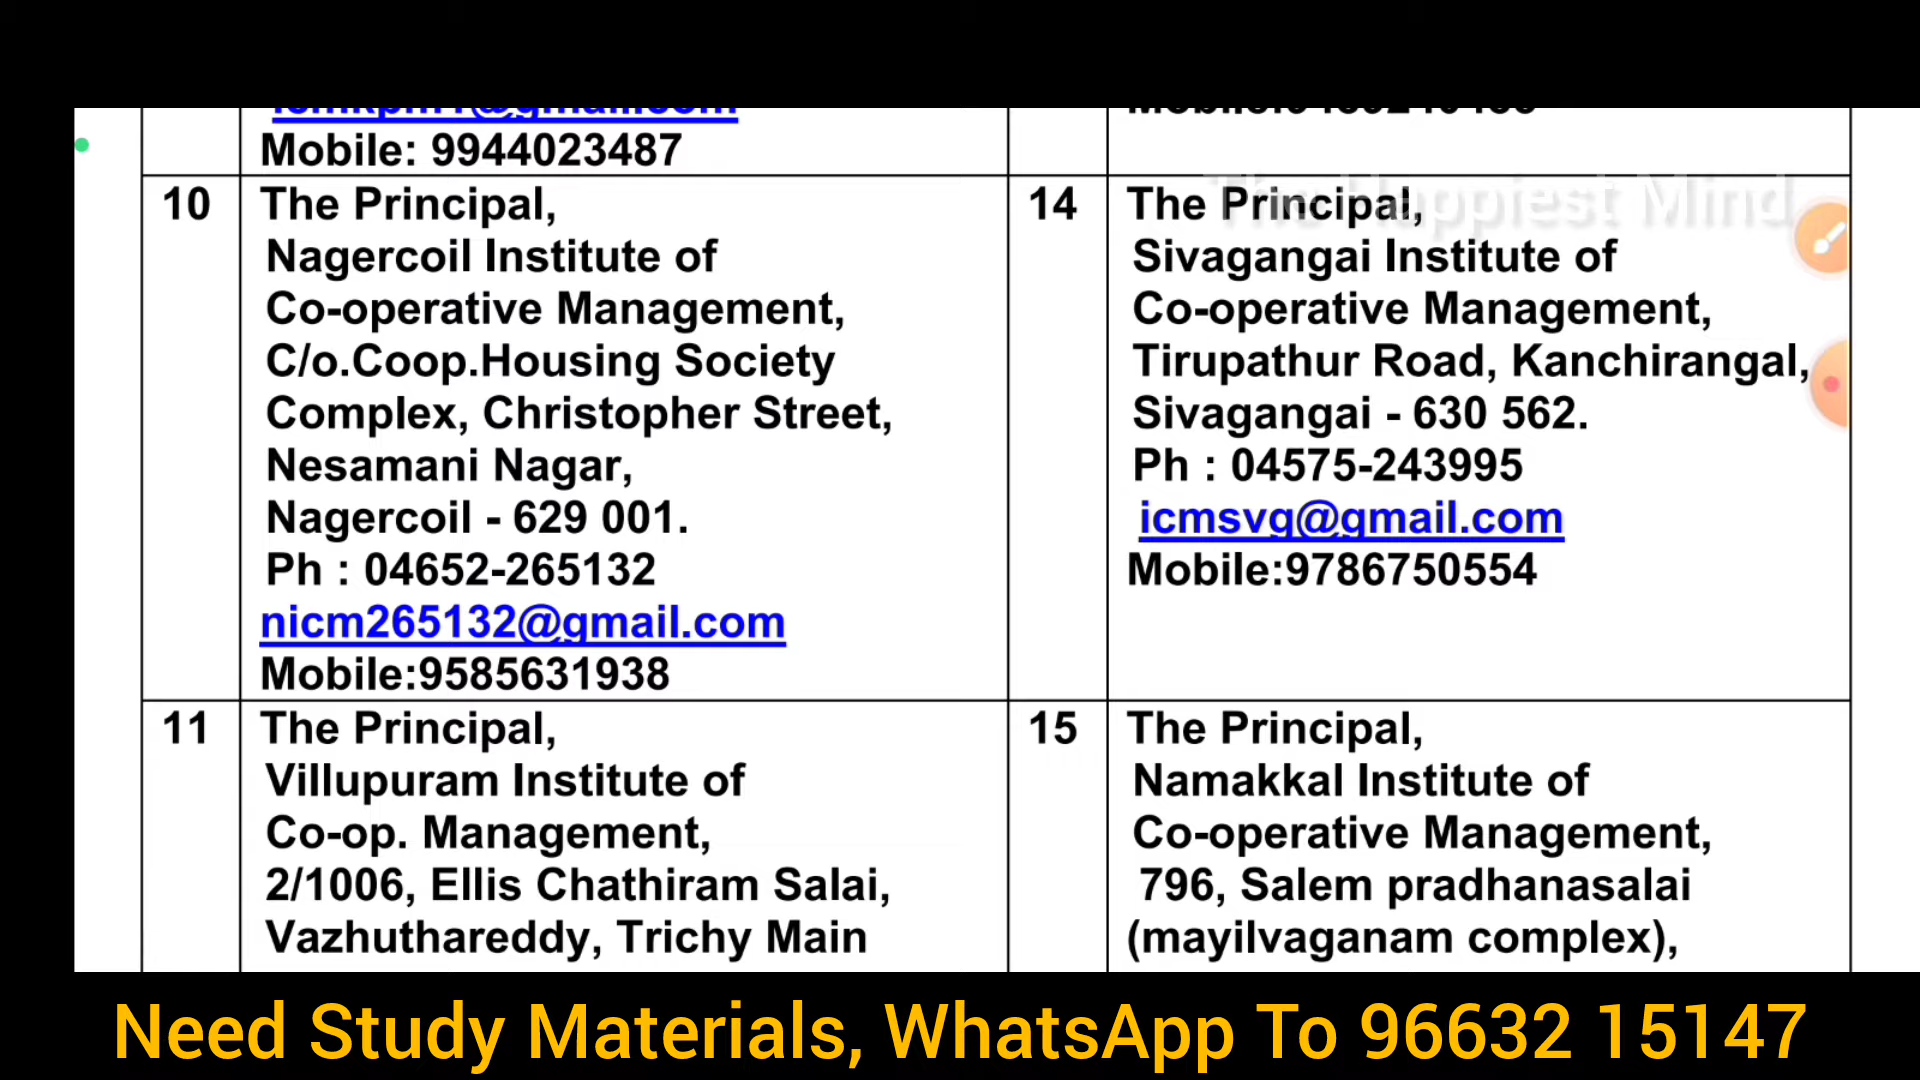 Mobile: 9944023487
10
The Principal,
Nagercoil Institute of
Co-operative Management,
C/o.Coop.Housing Society
Complex, Christopher Street,
Nesamani Nagar,
Nagercoil - 629 001.
Ph : 04652-265132
nicm265132@gmail.com
Mobile:9585631938
14
The Principal,
Sivagangai Institute of
Co-operative Management,
Tirupathur Road, Kanchirangal,
Sivagangai - 630 562.
Ph : 04575-243995
icmsvg@gmail.com
Mobile:9786750554
The Happiest Mind
11
The Principal,
Villupuram Institute of
Co-op. Management,
2/1006, Ellis Chathiram Salai,
Vazhuthareddy, Trichy Main
15
The Principal,
Namakkal Institute of
Co-operative Management,
796, Salem pradhanasalai
(mayilvaganam complex),
Need Study Materials, WhatsApp To 96632 15147